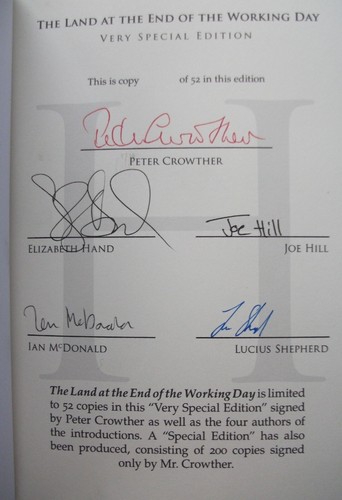 The Land at the End of the Working Day
Very Special Edition
This is copy of 52 in this edition
Peter Crowther
Peter Crowther
Elizabeth Hand
Joe Hill
Joe Hill
Ian McDonald
Ian McDonald
Lucius Shepherd
H
The Land at the End of the Working Day is limited
to 52 copies in this "Very Special Edition" signed
by Peter Crowther as well as the four authors of
the introductions. A "Special Edition" has also
been produced, consisting of 200 copies signed
only by Mr. Crowther.